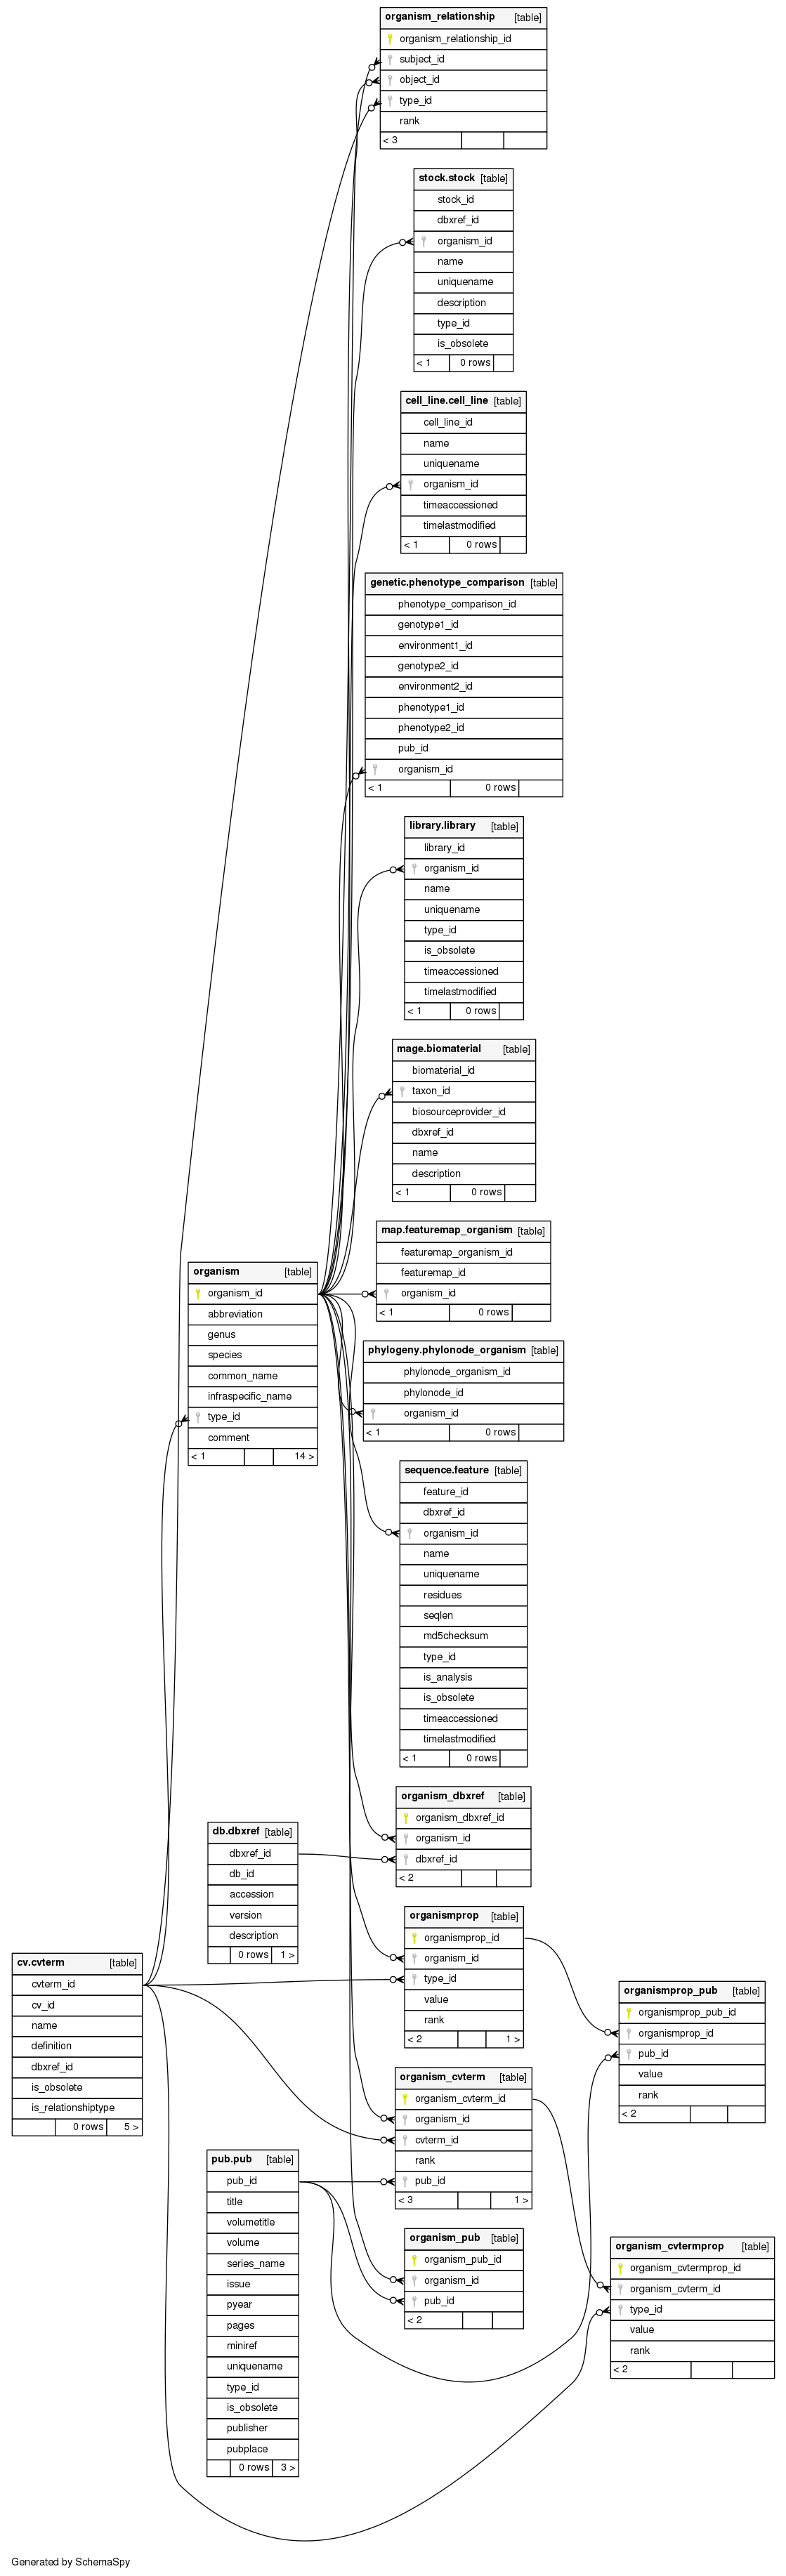 organism_relationship [table]
organism_relationship_id
subject_id
object_id
type_id
rank
< 3
stock.stock [table]
stock_id
dbxref_id
organism_id
name
uniquename
description
type_id
is_obsolete
< 1 0 rows
cell_line.cell_line [table]
cell_line_id
name
uniquename
organism_id
timeaccessioned
timelastmodified
< 1 0 rows
genetic.phenotype_comparison [table]
phenotype_comparison_id
genotype1_id
environment1_id
genotype2_id
environment2_id
phenotype1_id
phenotype2_id
pub_id
organism_id
< 1 0 rows
library.library [table]
library_id
organism_id
name
uniquename
type_id
is_obsolete
timeaccessioned
timelastmodified
< 1 0 rows
mage.biomaterial [table]
biomaterial_id
taxon_id
biosourceprovider_id
dbxref_id
name
description
< 1 0 rows
map.featuremap_organism [table]
featuremap_organism_id
featuremap_id
organism_id
< 1 0 rows
organism [table]
organism_id
abbreviation
genus
species
common_name
infraspecific_name
type_id
comment
< 1 14 >
phylogeny.phylonode_organism [table]
phylonode_organism_id
phylonode_id
organism_id
< 1 0 rows
sequence.feature [table]
feature_id
dbxref_id
organism_id
name
uniquename
residues
seqlen
md5checksum
type_id
is_analysis
is_obsolete
timeaccessioned
timelastmodified
< 1 0 rows
organism_dbxref [table]
organism_dbxref_id
organism_id
dbxref_id
< 2
db.dbxref [table]
dbxref_id
db_id
accession
version
description
0 rows 1 >
organismprop [table]
organismprop_id
organism_id
type_id
value
rank
< 2 1 >
cv.cvterm [table]
cvterm_id
cv_id
name
definition
dbxref_id
is_obsolete
is_relationshiptype
0 rows 5 >
organismprop_pub [table]
organismprop_pub_id
organismprop_id
pub_id
value
rank
< 2
organism_cvterm [table]
organism_cvterm_id
organism_id
cvterm_id
rank
pub_id
< 3 1 >
pub.pub [table]
pub_id
title
volumetitle
volume
series_name
issue
pyear
pages
miniref
uniquename
type_id
is_obsolete
publisher
pubplace
0 rows 3 >
organism_pub [table]
organism_pub_id
organism_id
pub_id
< 2
organism_cvtermprop [table]
organism_cvtermprop_id
organism_cvterm_id
type_id
value
rank
< 2
Generated by SchemaSpy